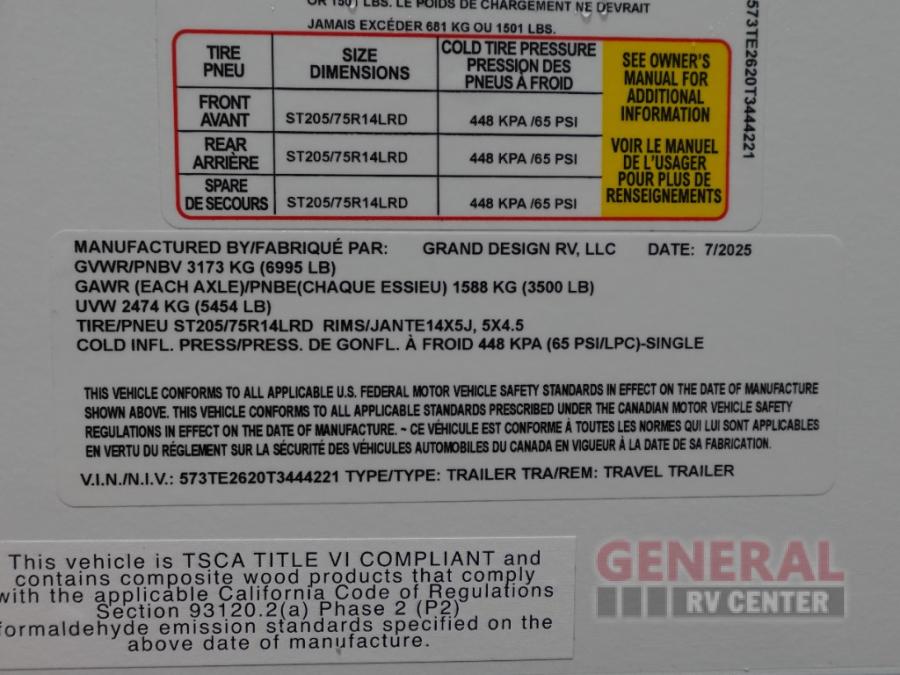 OR 1501 LBS. LE POIDS DE CHARGEMENT NE DEVRAIT
JAMAIS EXCÉDER 681 KG OU 1501 LBS.
TIRE
PNEU
SIZE
DIMENSIONS
COLD TIRE PRESSURE
PRESSION DES
PNEUS À FROID
SEE OWNER'S
MANUAL FOR
ADDITIONAL
INFORMATION
VOIR LE MANUEL
DE L'USAGER
POUR PLUS DE
RENSEIGNEMENTS
FRONT
AVANT
ST205/75R14LRD
448 KPA /65 PSI
REAR
ARRIÈRE
ST205/75R14LRD
448 KPA /65 PSI
SPARE
DE SECOURS
ST205/75R14LRD
448 KPA /65 PSI
573TE2620T3444221
MANUFACTURED BY/FABRIQUÉ PAR: GRAND DESIGN RV, LLC DATE: 7/2025
GVWR/PNBV 3173 KG (6995 LB)
GAWR (EACH AXLE)/PNBE(CHAQUE ESSIEU) 1588 KG (3500 LB)
UVW 2474 KG (5454 LB)
TIRE/PNEU ST205/75R14LRD RIMS/JANTE14X5J, 5X4.5
COLD INFL. PRESS/PRESS. DE GONFL. À FROID 448 KPA (65 PSI/LPC)-SINGLE
THIS VEHICLE CONFORMS TO ALL APPLICABLE U.S. FEDERAL MOTOR VEHICLE SAFETY STANDARDS IN EFFECT ON THE DATE OF MANUFACTURE
SHOWN ABOVE. THIS VEHICLE CONFORMS TO ALL APPLICABLE STANDARDS PRESCRIBED UNDER THE CANADIAN MOTOR VEHICLE SAFETY
REGULATIONS IN EFFECT ON THE DATE OF MANUFACTURE. ~ CE VÉHICULE EST CONFORME À TOUTES LES NORMES QUI LUI SONT APPLICABLES
EN VERTU DU RÉGLEMENT SUR LA SÉCURITÉ DES VÉHICULES AUTOMOBILES DU CANADA EN VIGUEUR À LA DATE DE SA FABRICATION.
V.I.N./N.I.V.: 573TE2620T3444221 TYPE/TYPE: TRAILER TRA/REM: TRAVEL TRAILER
This vehicle is TSCA TITLE VI COMPLIANT and
contains composite wood products that comply
with the applicable California Code of Regulations
Section 93120.2(a) Phase 2 (P2)
formaldehyde emission standards specified on the
above date of manufacture.
GENERAL
RV CENTER